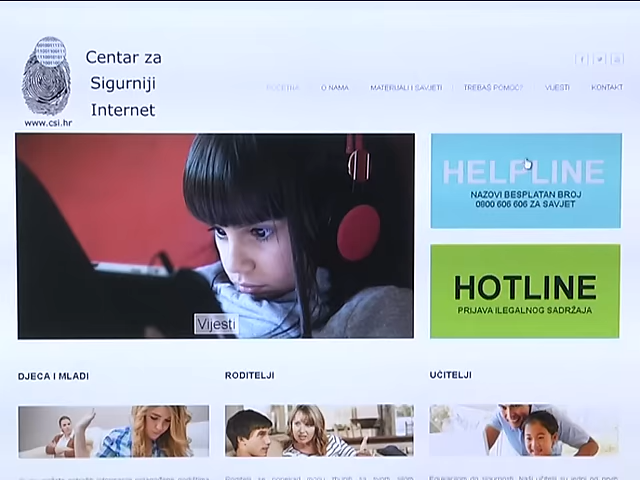 Centar za
Sigurniji
Internet
www.csi.hr
POČETNA O NAMA MATERIJALI I SAVJETI TREBAŠ POMOĆ? VIJESTI KONTAKT
HELPLINE
NAZOVI BESPLATAN BROJ
0800 606 606 ZA SAVJET
HOTLINE
PRIJAVA ILEGALNOG SADRŽAJA
Vijesti
DJECA I MLADI
RODITELJI
UČITELJI